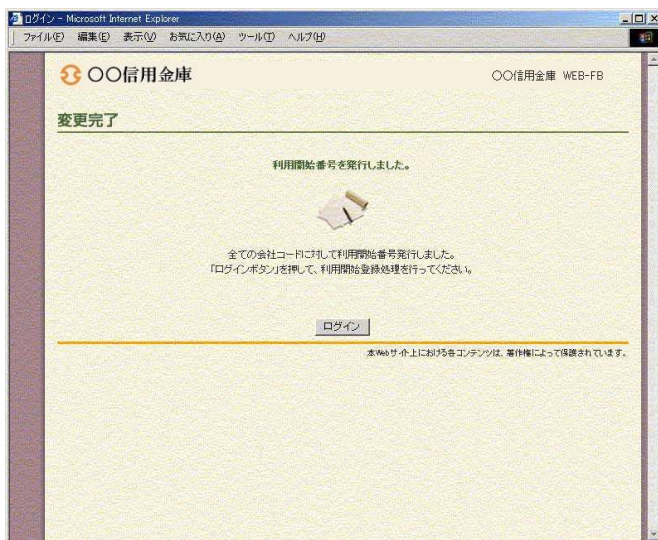 ログイン - Microsoft Internet Explorer
ファイル(F) 編集(E) 表示(V) お気に入り(A) ツール(T) ヘルプ(H)
〇〇信用金庫
〇〇信用金庫 WEB-FB
変更完了
利用開始番号を発行しました。
全ての会社コードに対して利用開始番号発行しました。
「ログインボタン」を押して、利用開始登録処理を行ってください。
ログイン
本Webサイト上における各コンテンツは、著作権によって保護されています。